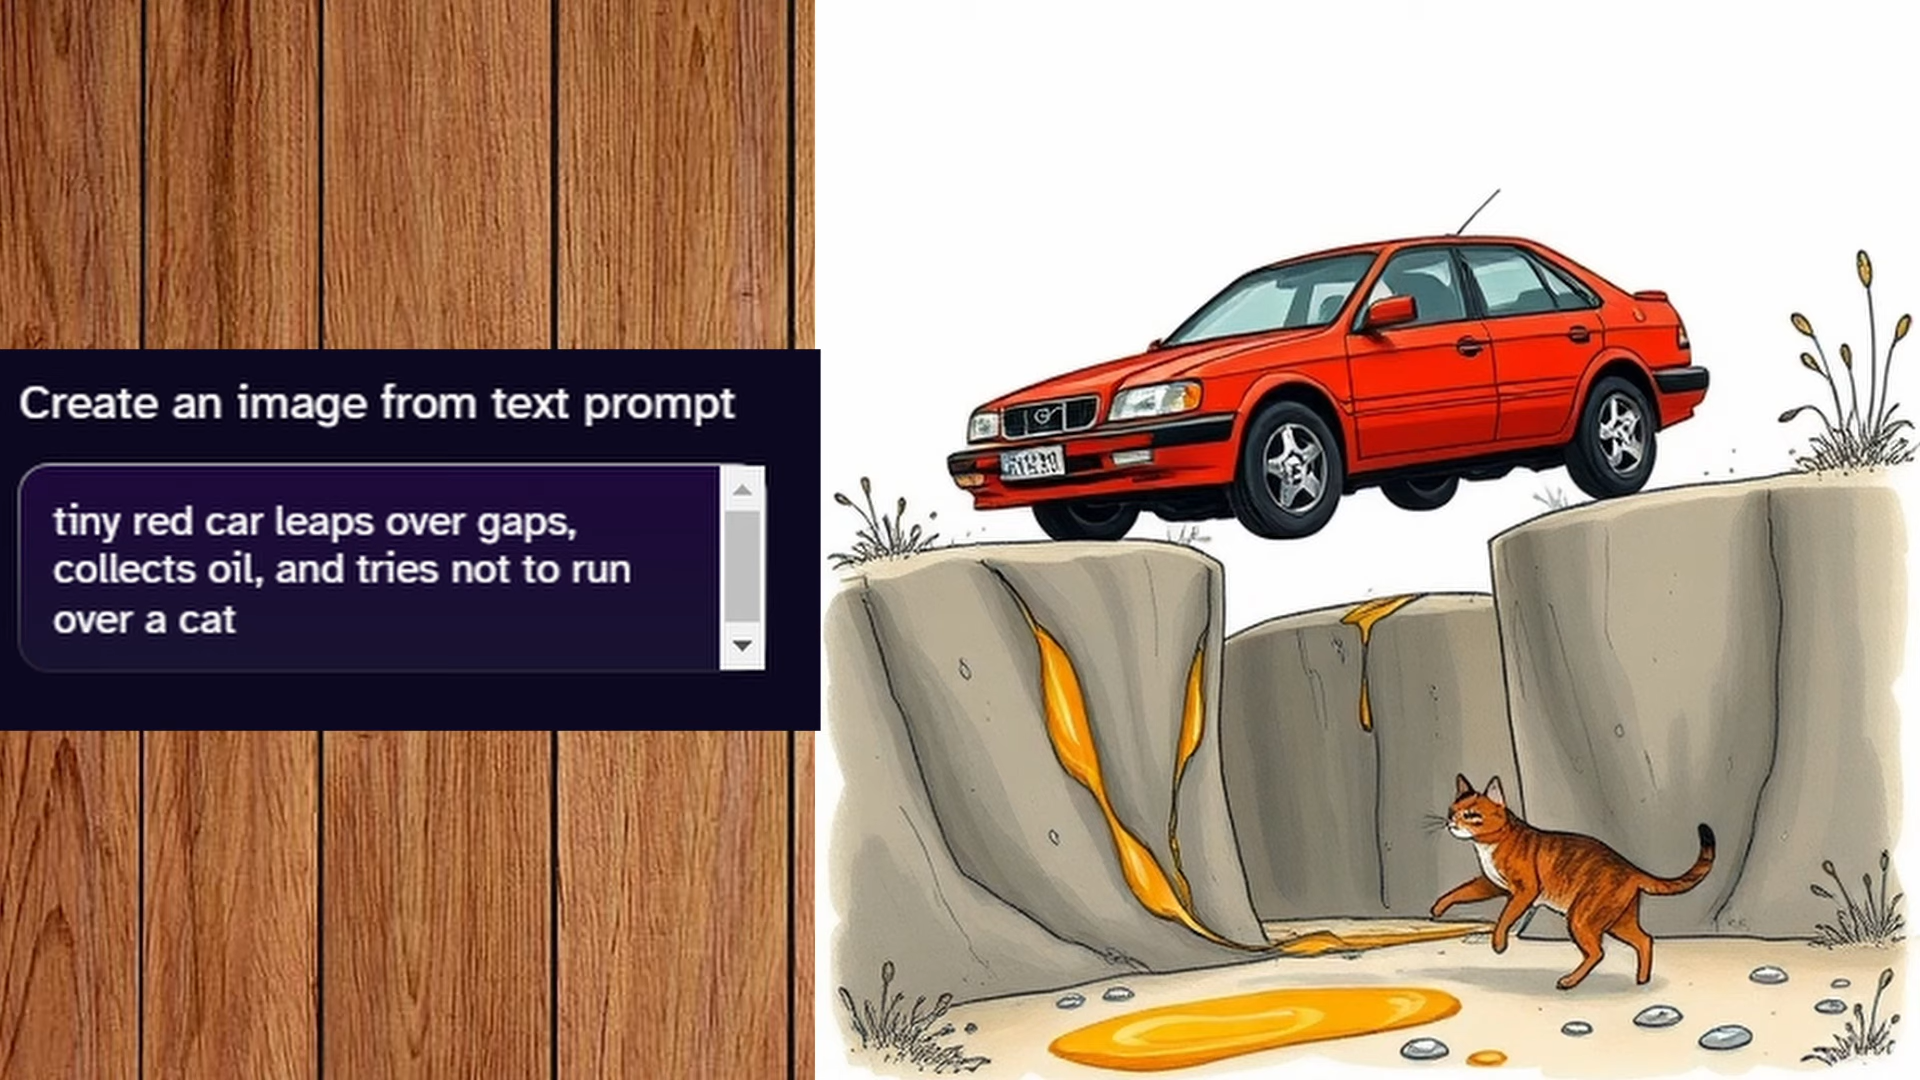 Create an image from text prompt
tiny red car leaps over gaps,
collects oil, and tries not to run
over a cat